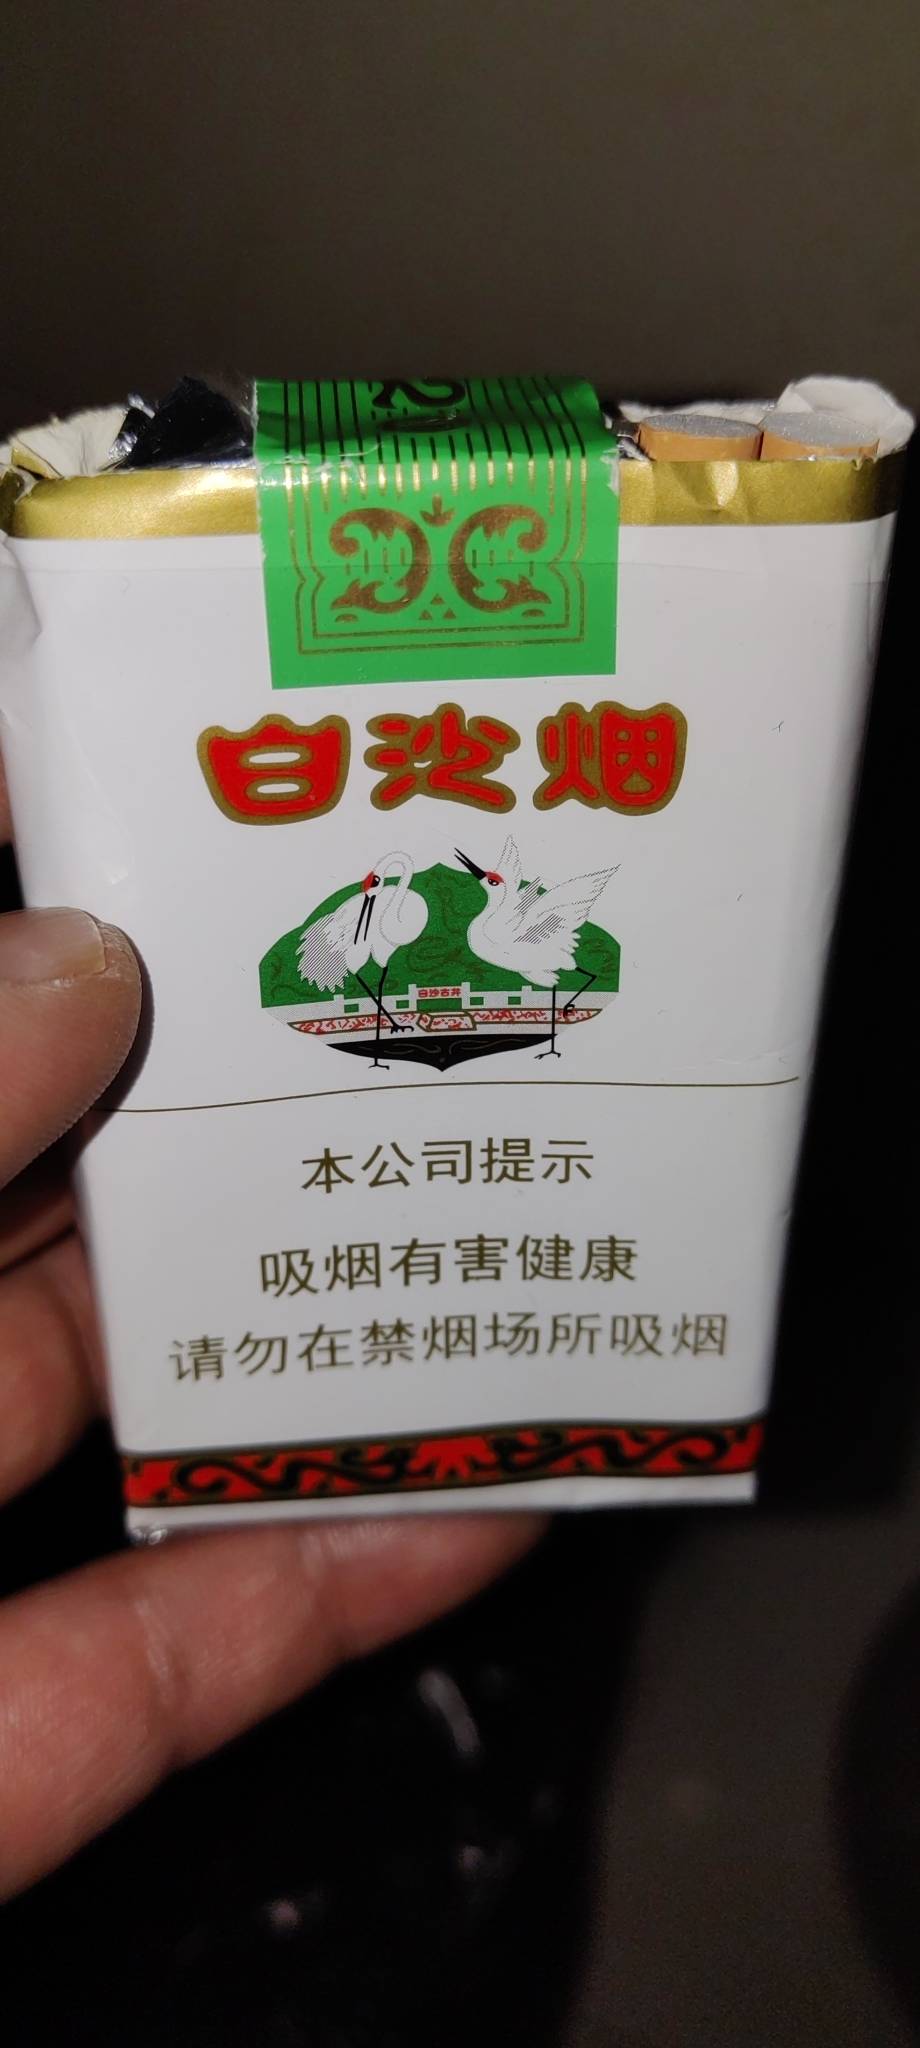 20
白沙烟
白沙古井
本公司提示
吸烟有害健康
请勿在禁烟场所吸烟